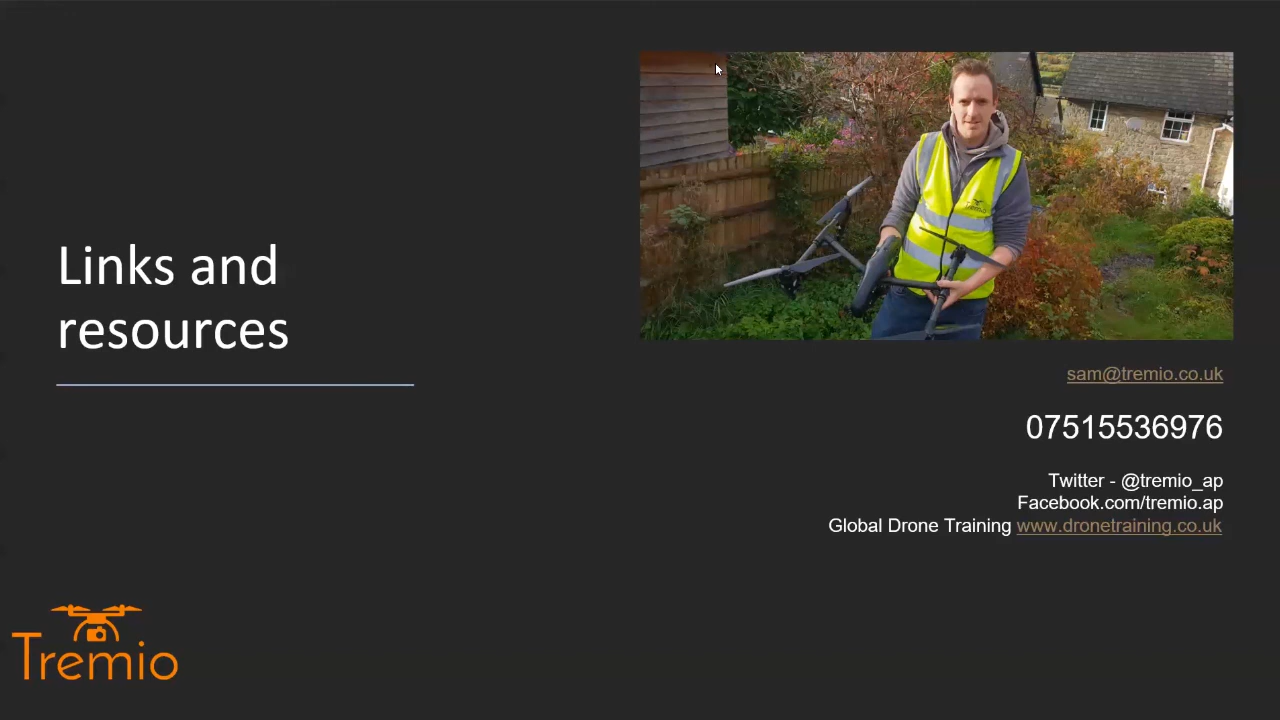 Links and
resources
Tremio
sam@tremio.co.uk
07515536976
Twitter - @tremio_ap
Facebook.com/tremio.ap
Global Drone Training www.dronetraining.co.uk
Tremio